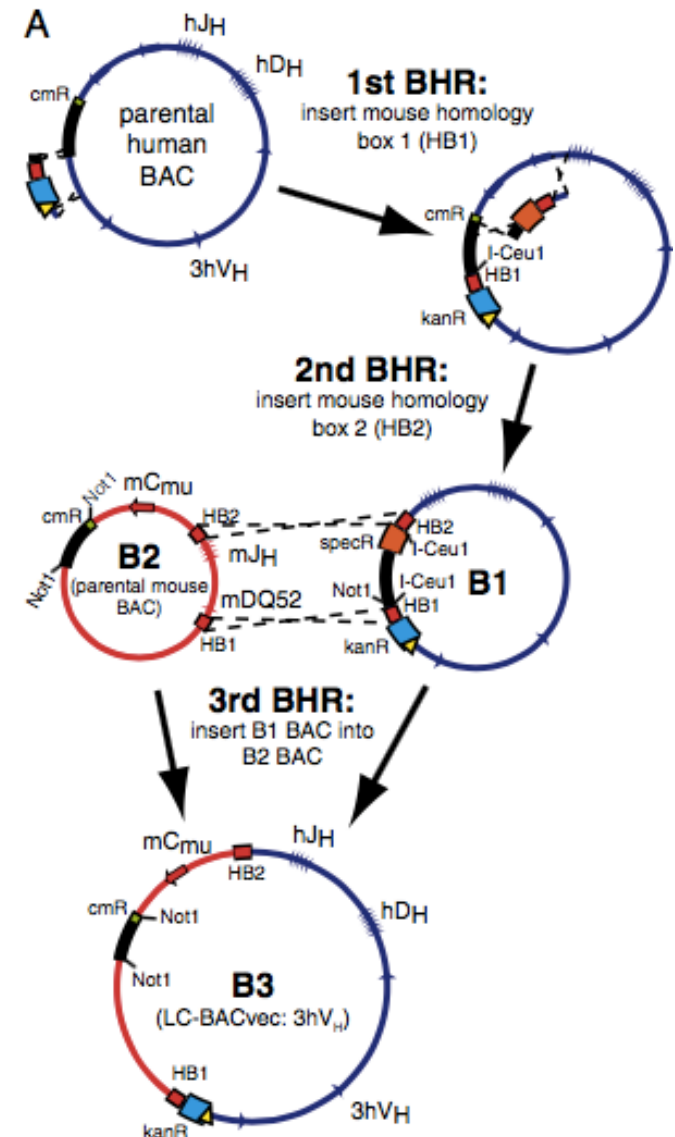 A
hJH
hDH
cmR
parental
human
BAC
3hVH
1st BHR:
insert mouse homology
box 1 (HB1)
cmR
I-Ceu1
HB1
kanR
2nd BHR:
insert mouse homology
box 2 (HB2)
Not1
mCmu
cmR
HB2
B2
(parental mouse
BAC)
mJH
Not1
mDQ52
HB1
HB2
specR
I-Ceu1
I-Ceu1
Not1
HB1
B1
kanR
3rd BHR:
insert B1 BAC into
B2 BAC
mCmu
HB2
hJH
cmR
Not1
hDH
Not1
B3
(LC-BACvec: 3hVH)
HB1
kanR
3hVH